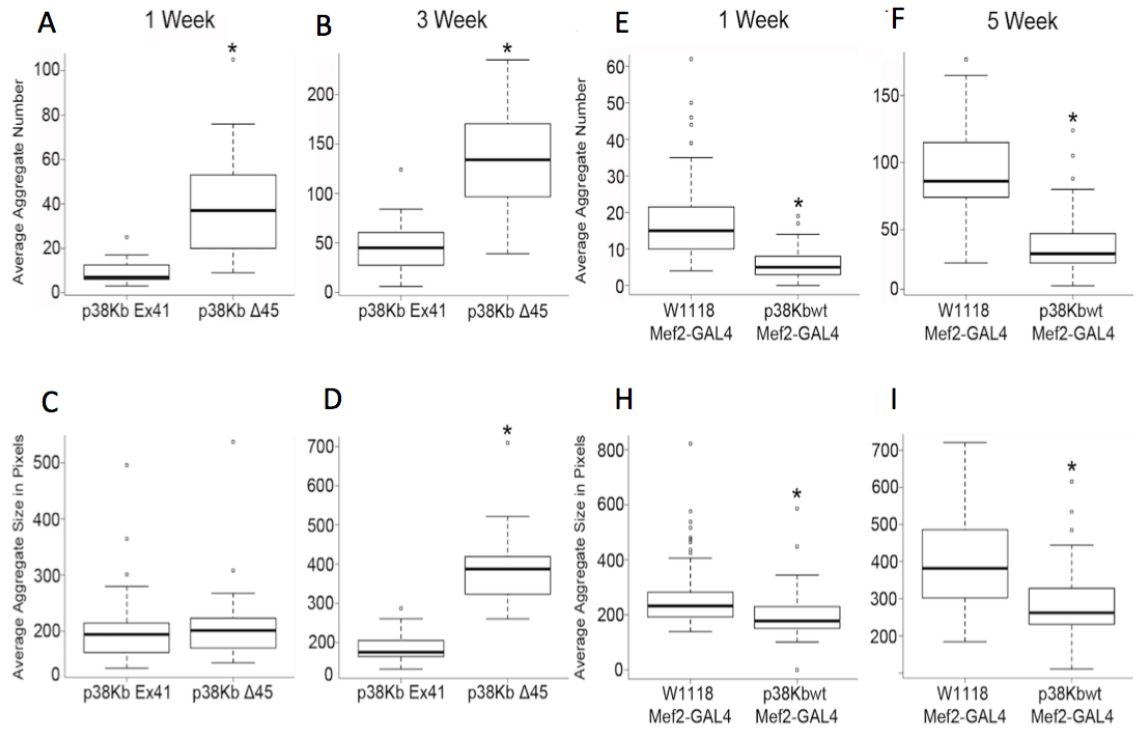 A 1 Week B 3 Week E 1 Week F 5 Week
* * * *
Average Aggregate Number
100
80
60
40
20
0
p38Kb Ex41 p38Kb Δ45
200
150
100
50
0
p38Kb Ex41 p38Kb Δ45
Average Aggregate Number
60
50
40
30
20
10
0
W1118 p38Kbwt
Mef2-GAL4 Mef2-GAL4
150
100
50
0
W1118 p38Kbwt
Mef2-GAL4 Mef2-GAL4
C D H I
* * *
Average Aggregate Size in Pixels
500
400
300
200
0
p38Kb Ex41 p38Kb Δ45
700
600
500
400
300
200
0
p38Kb Ex41 p38Kb Δ45
Average Aggregate Size in Pixels
800
600
400
200
0
W1118 p38Kbwt
Mef2-GAL4 Mef2-GAL4
700
600
500
400
300
200
W1118 p38Kbwt
Mef2-GAL4 Mef2-GAL4